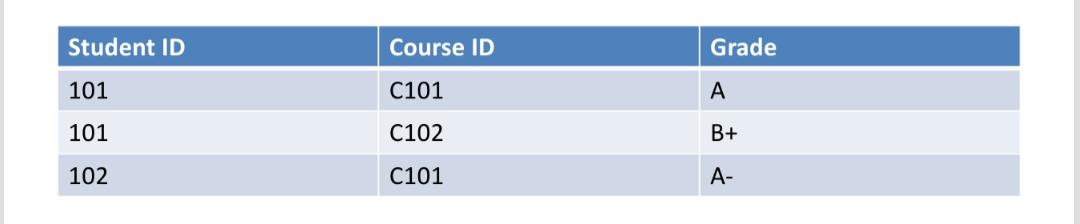 Student ID Course ID Grade
101 C101 A
101 C102 B+
102 C101 A-